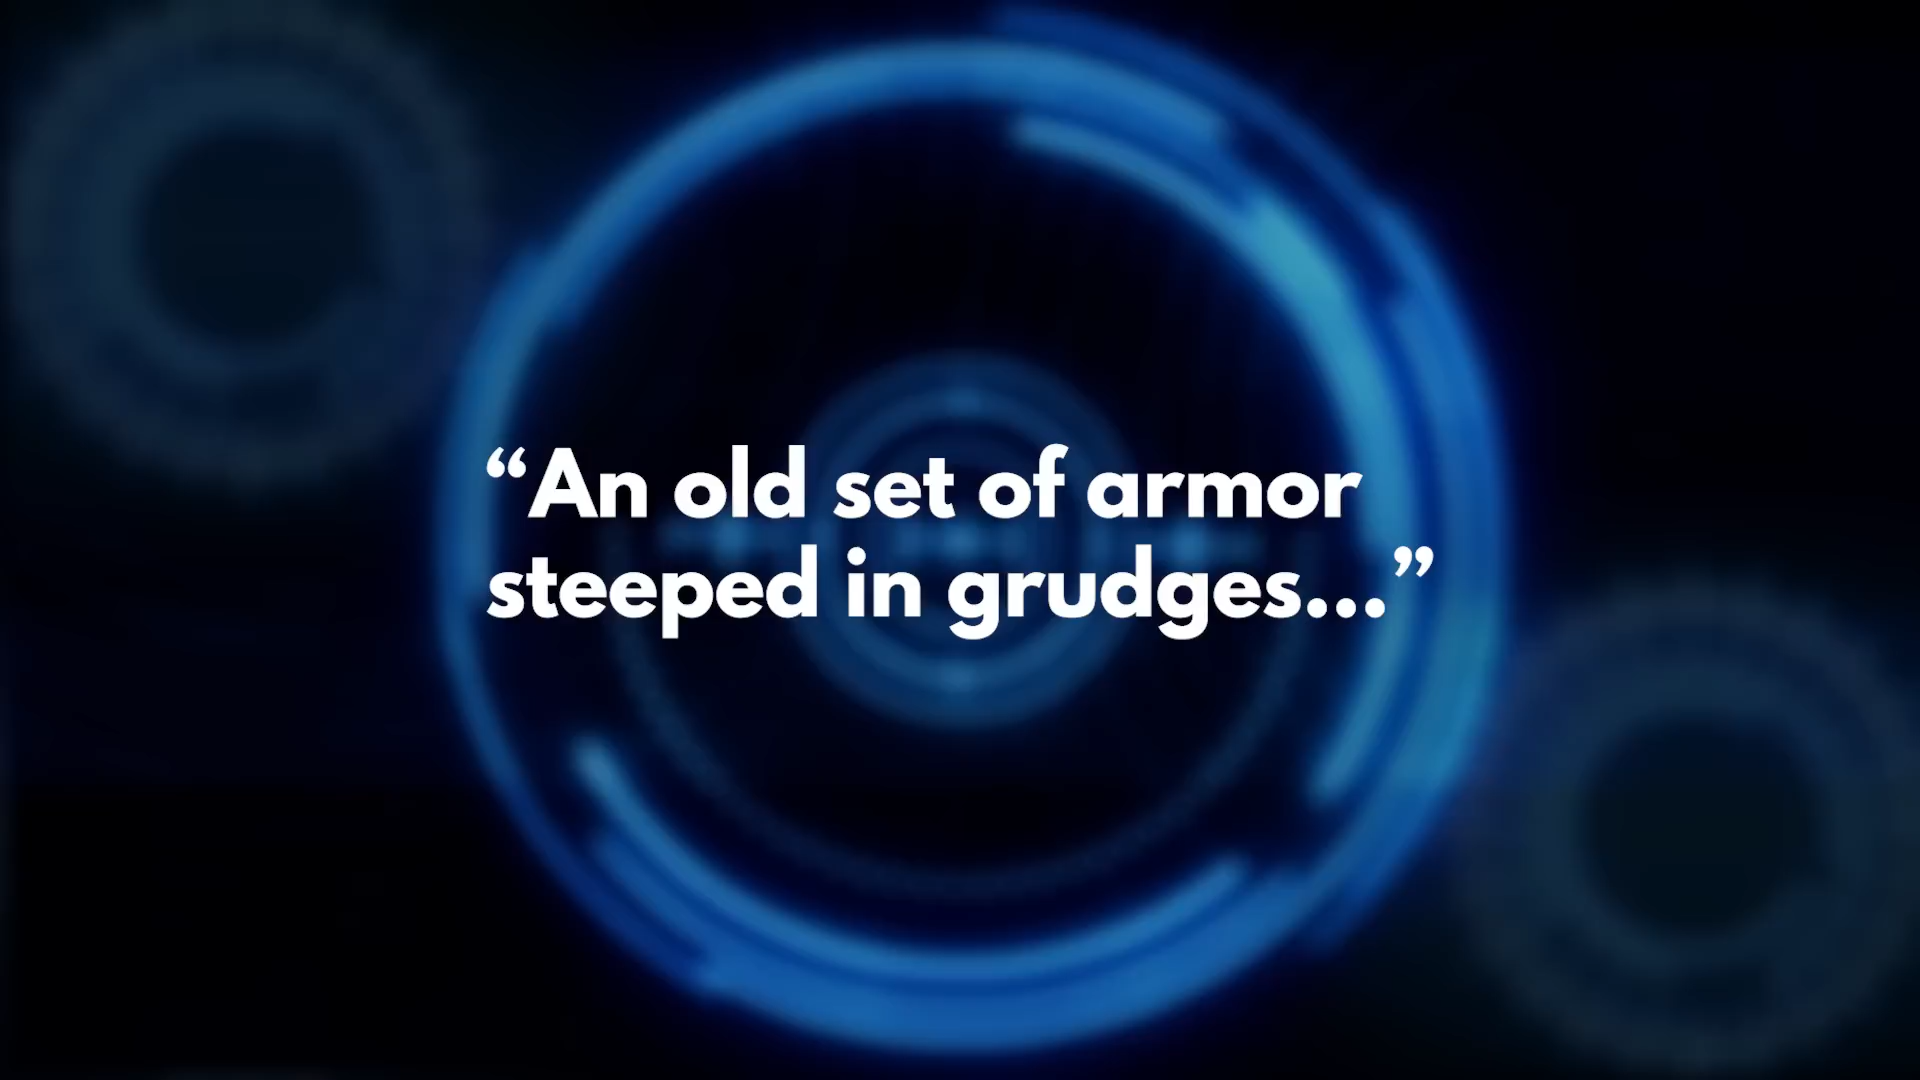 “An old set of armor
steeped in grudges...”